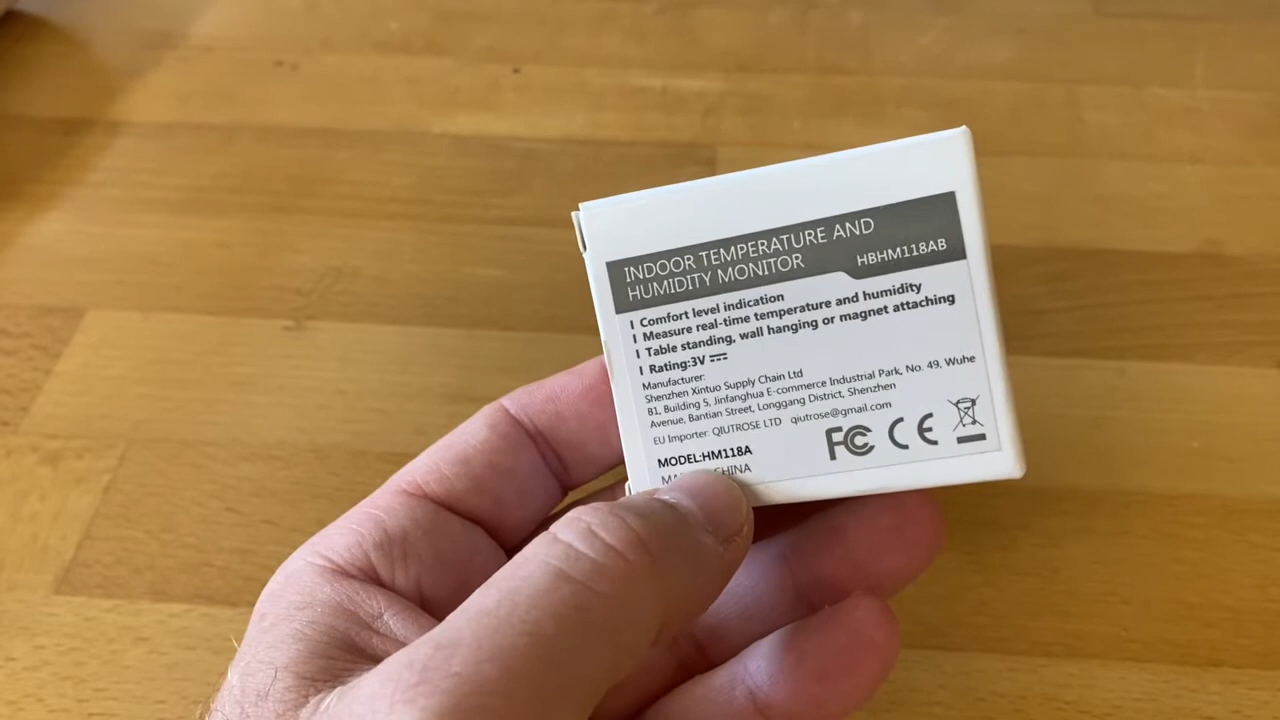 INDOOR TEMPERATURE AND
HUMIDITY MONITOR
HBHM118AB
I Comfort level indication
I Measure real-time temperature and humidity
I Table standing, wall hanging or magnet attaching
I Rating:3V
Manufacturer:
Shenzhen Xintuo Supply Chain Ltd
B1, Building 5, Jinfanghua E-commerce Industrial Park, No. 49, Wuhe
Avenue, Bantian Street, Longgang District, Shenzhen
EU Importer: QIUTROSE LTD qiutrose@gmail.com
FC CE
MODEL:HM118A
CHINA